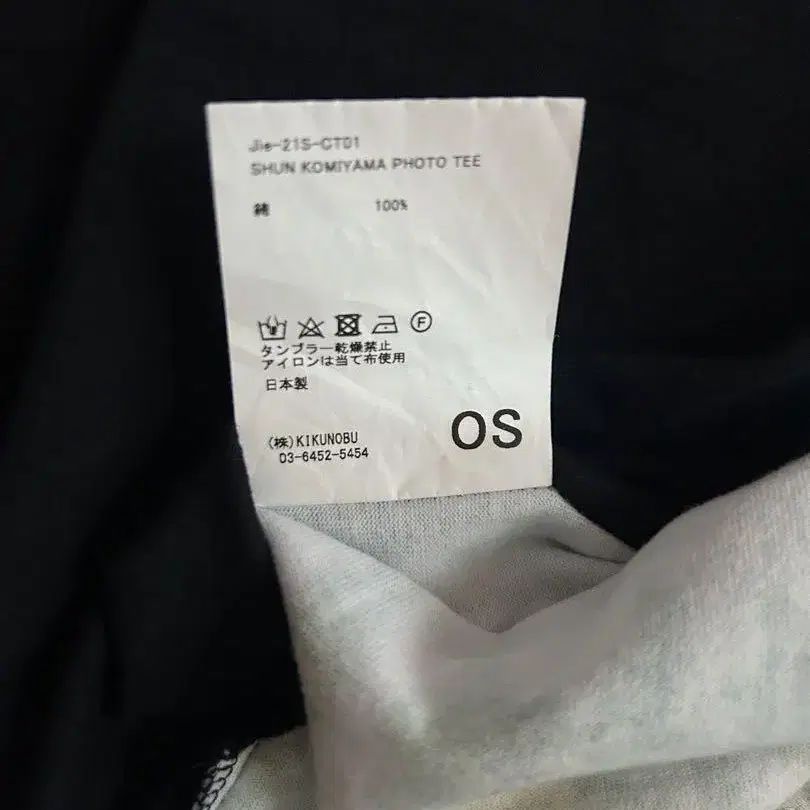 Jie-21S-CT01
SHUN KOMIYAMA PHOTO TEE
綿 100%
F
タンブラー乾燥禁止
アイロンは当て布使用
日本製
OS
(株)KIKUNOBU
03-6452-5454